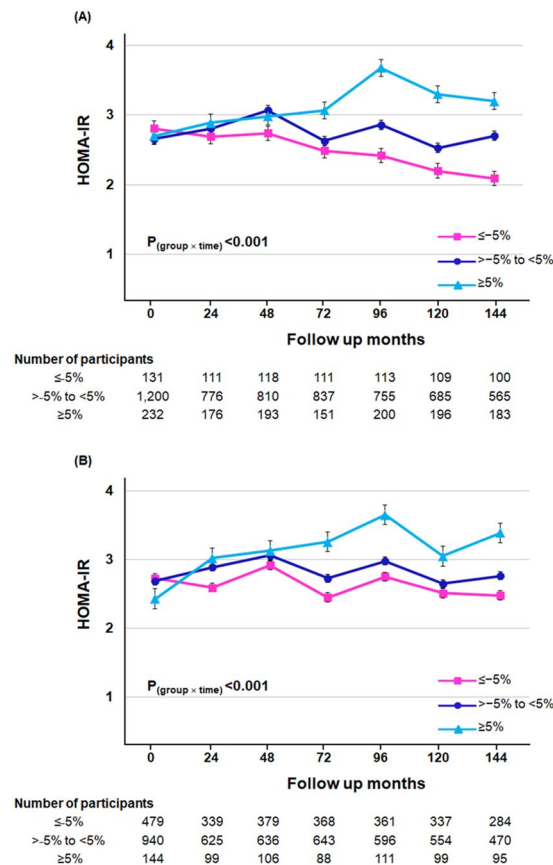 (A)
4
3
2
1
HOMA-IR
P(group × time) <0.001
≤−5%
>−5% to <5%
≥5%
0 24 48 72 96 120 144
Follow up months
Number of participants
≤-5% 131 111 118 111 113 109 100
>-5% to <5% 1,200 776 810 837 755 685 565
≥5% 232 176 193 151 200 196 183
(B)
4
3
2
1
HOMA-IR
P(group × time) <0.001
≤−5%
>−5% to <5%
≥5%
0 24 48 72 96 120 144
Follow up months
Number of participants
≤-5% 479 339 379 368 361 337 284
>-5% to <5% 940 625 636 643 596 554 470
≥5% 144 99 106 88 111 99 95